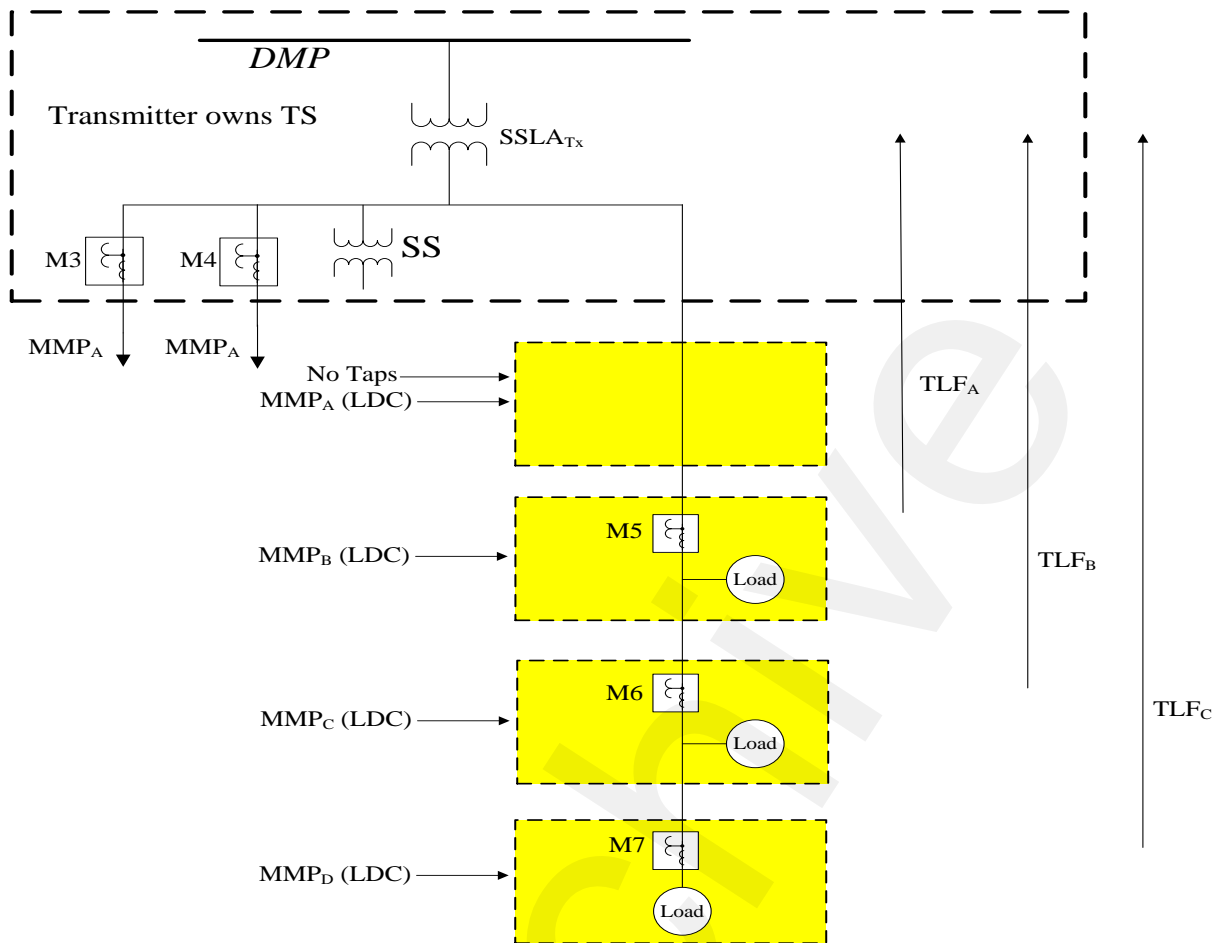 DMP
Transmitter owns TS
SSLATx
M3
M4
SS
MMPA
MMPA
No Taps
MMPA (LDC)
TLFA
M5
MMPB (LDC)
Load
TLFB
M6
MMPC (LDC)
Load
TLFC
M7
MMPD (LDC)
Load